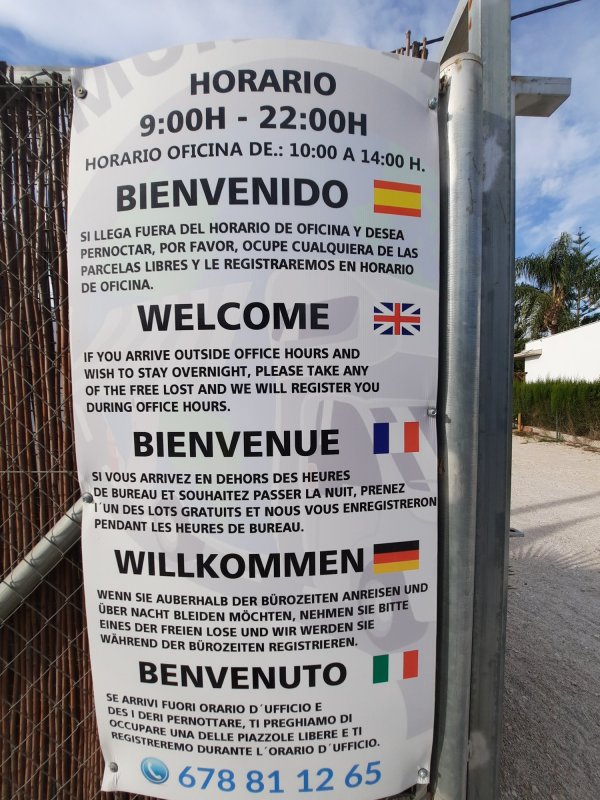 HORARIO
9:00H - 22:00H
HORARIO OFICINA DE.: 10:00 A 14:00 H.
BIENVENIDO
SI LLEGA FUERA DEL HORARIO DE OFICINA Y DESEA
PERNOCTAR, POR FAVOR, OCUPE CUALQUIERA DE LAS
PARCELAS LIBRES Y LE REGISTRAREMOS EN HORARIO
DE OFICINA.
WELCOME
IF YOU ARRIVE OUTSIDE OFFICE HOURS AND
WISH TO STAY OVERNIGHT, PLEASE TAKE ANY
OF THE FREE LOST AND WE WILL REGISTER YOU
DURING OFFICE HOURS.
BIENVENUE
SI VOUS ARRIVEZ EN DEHORS DES HEURES
DE BUREAU ET SOUHAITEZ PASSER LA NUIT, PRENEZ
L´UN DES LOTS GRATUITS ET NOUS VOUS ENREGISTRERON
PENDANT LES HEURES DE BUREAU.
WILLKOMMEN
WENN SIE AUBERHALB DER BÜROZEITEN ANREISEN UND
ÜBER NACHT BLEIBEN MÖCHTEN, NEHMEN SIE BITTE
EINES DER FREIEN LOSE UND WIR WERDEN SIE
WÄHREND DER BÜROZEITEN REGISTRIEREN.
BENVENUTO
SE ARRIVI FUORI ORARIO D´UFFICIO E
DES I DERI PERNOTTARE, TI PREGHIAMO DI
OCCUPARE UNA DELLE PIAZZOLE LIBERE E TI
REGISTREREMO DURANTE L´ORARIO D´UFFICIO.
678 81 12 65